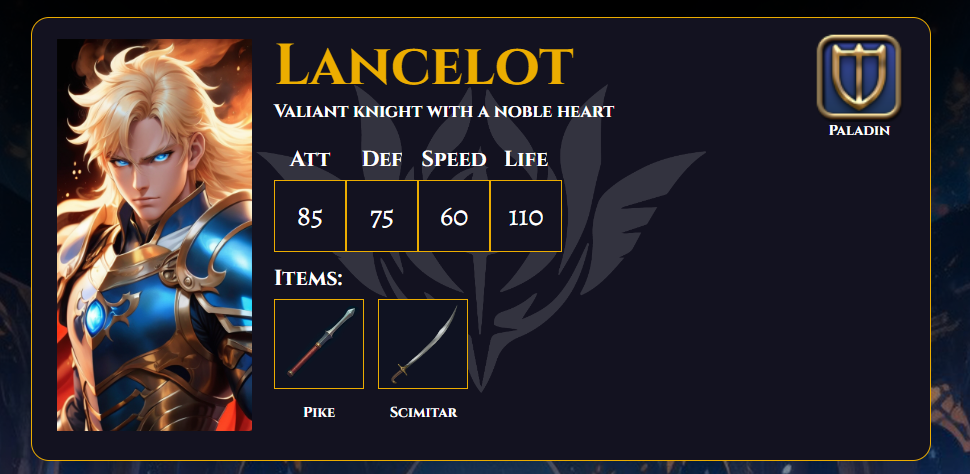 Lancelot
Valiant knight with a noble heart
Paladin
Att Def Speed Life
85 75 60 110
Items:
Pike Scimitar